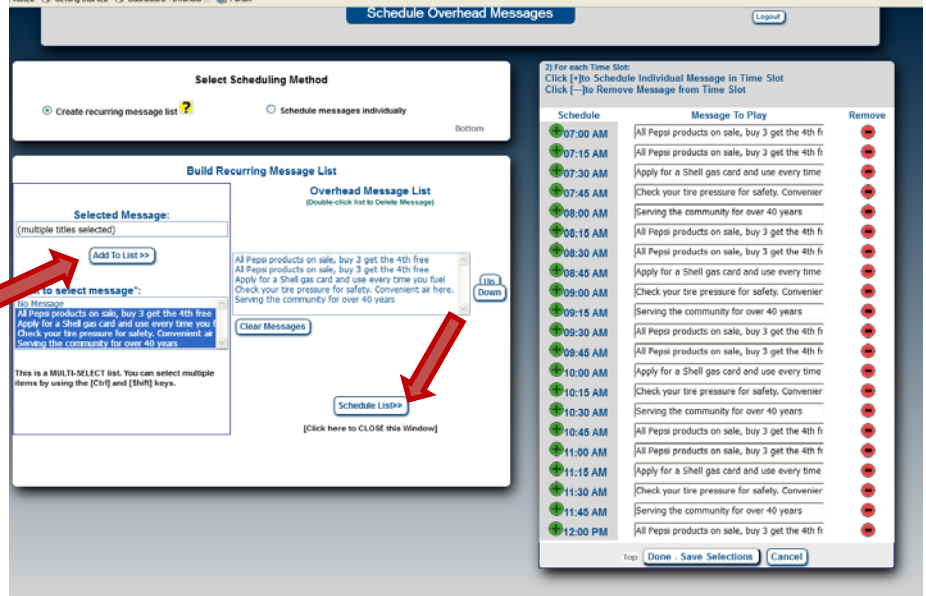 Schedule Overhead Messages
Logout
Select Scheduling Method
Create recurring message list ?
Schedule messages individually
Bottom
Build Recurring Message List
Selected Message:
(multiple titles selected)
Add To List >>
to select message":
No Message
All Pepsi products on sale, buy 3 get the 4th free
Apply for a Shell gas card and use every time you f
Check your tire pressure for safety. Convenient air
Serving the community for over 40 years
This is a MULTI-SELECT list. You can select multiple
items by using the [Ctrl] and [Shift] keys.
Overhead Message List
(Double-click list to Delete Message)
All Pepsi products on sale, buy 3 get the 4th free
All Pepsi products on sale, buy 3 get the 4th free
Apply for a Shell gas card and use every time you fuel
Check your tire pressure for safety. Convenient air here.
Serving the community for over 40 years
Up
Down
Clear Messages
Schedule List>>
[Click here to CLOSE this Window]
2) For each Time Slot:
Click [+]to Schedule Individual Message in Time Slot
Click [—]to Remove Message from Time Slot
Schedule Message To Play Remove
07:00 AM All Pepsi products on sale, buy 3 get the 4th fr
07:15 AM All Pepsi products on sale, buy 3 get the 4th fr
07:30 AM Apply for a Shell gas card and use every time
07:45 AM Check your tire pressure for safety. Convenier
08:00 AM Serving the community for over 40 years
08:15 AM All Pepsi products on sale, buy 3 get the 4th fr
08:30 AM All Pepsi products on sale, buy 3 get the 4th fr
08:45 AM Apply for a Shell gas card and use every time
09:00 AM Check your tire pressure for safety. Convenier
09:15 AM Serving the community for over 40 years
09:30 AM All Pepsi products on sale, buy 3 get the 4th fr
09:45 AM All Pepsi products on sale, buy 3 get the 4th fr
10:00 AM Apply for a Shell gas card and use every time
10:15 AM Check your tire pressure for safety. Convenier
10:30 AM Serving the community for over 40 years
10:45 AM All Pepsi products on sale, buy 3 get the 4th fr
11:00 AM All Pepsi products on sale, buy 3 get the 4th fr
11:15 AM Apply for a Shell gas card and use every time
11:30 AM Check your tire pressure for safety. Convenier
11:45 AM Serving the community for over 40 years
12:00 PM All Pepsi products on sale, buy 3 get the 4th fr
Top Done - Save Selections Cancel